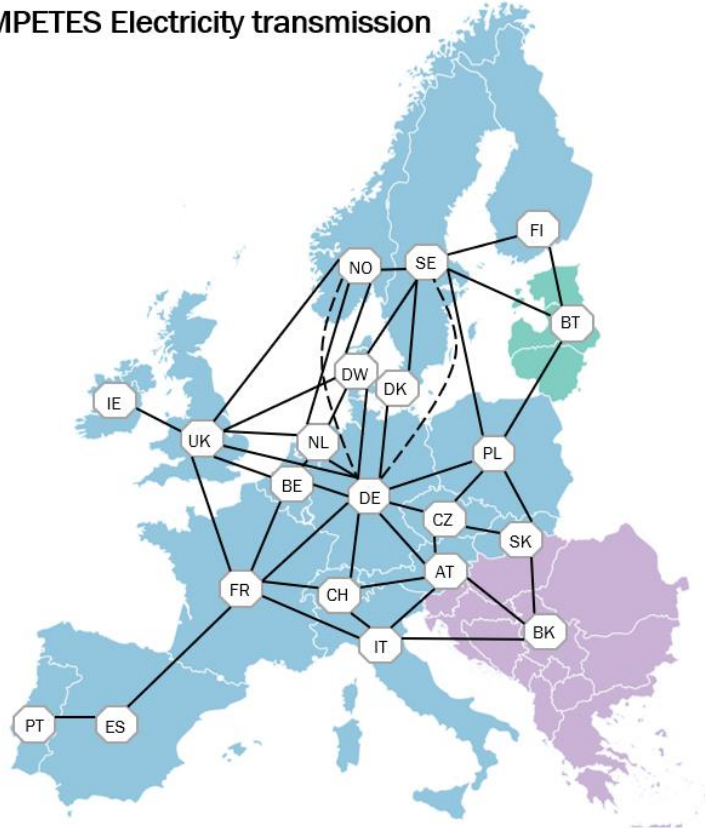 MPETES Electricity transmission
FI
NO
SE
BT
DW
DK
IE
UK
NL
PL
BE
DE
CZ
SK
AT
FR
CH
BK
IT
PT
ES